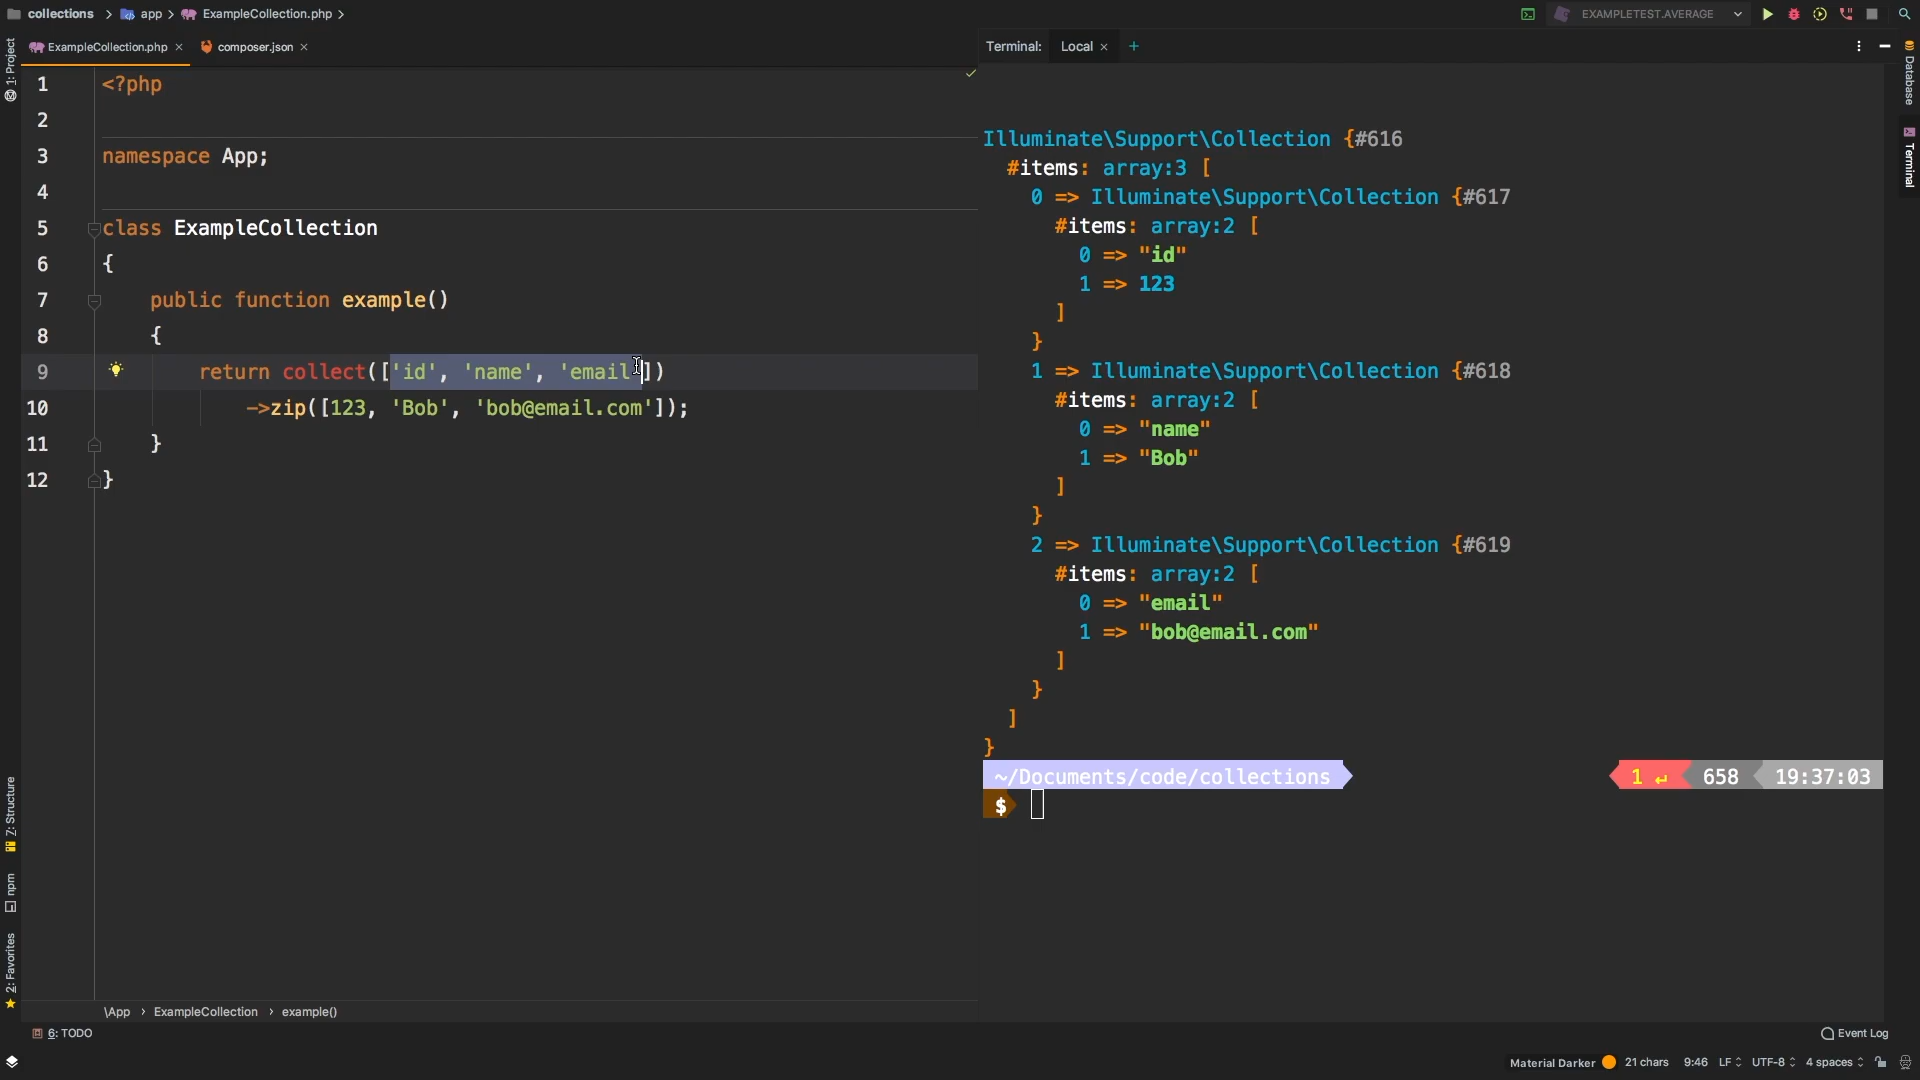 collections app ExampleCollection.php
EXAMPLETEST.AVERAGE
ExampleCollection.php composer.json
Terminal: Local +
1: Project
Z: Structure
npm
2: Favorites
Database
Terminal
1 <?php
2
3 namespace App;
4
5 class ExampleCollection
6 {
7 public function example()
8 {
9 return collect(['id', 'name', 'email'])
10 ->zip([123, 'Bob', 'bob@email.com']);
11 }
12 }
Illuminate\Support\Collection {#616
#items: array:3 [
0 => Illuminate\Support\Collection {#617
#items: array:2 [
0 => "id"
1 => 123
]
}
1 => Illuminate\Support\Collection {#618
#items: array:2 [
0 => "name"
1 => "Bob"
]
}
2 => Illuminate\Support\Collection {#619
#items: array:2 [
0 => "email"
1 => "bob@email.com"
]
}
]
}
~/Documents/code/collections 1 ↵ 658 19:37:03
$
\App › ExampleCollection › example()
6: TODO Event Log
Material Darker 21 chars 9:46 LF UTF-8 4 spaces